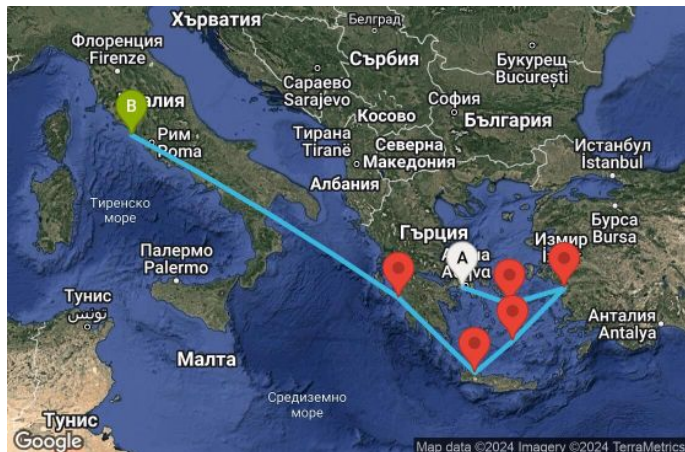 Хърватия
Белград
Флоренция
Firenze
Сърбия
Букурещ
București
Сараево
Sarajevo
B
Косово
София
България
Рим
Roma
Тирана
Tiranë
Северна
Македония
Истанбул
İstanbul
Албания
Тиренско
море
Гърция
Измир
Бурса
Bursa
A
Палермо
Palermo
Тунис
تونس
Анталия
Antalya
Малта
Средиземно
море
Тунис
Google
Map data ©2024 Imagery ©2024 TerraMetrics